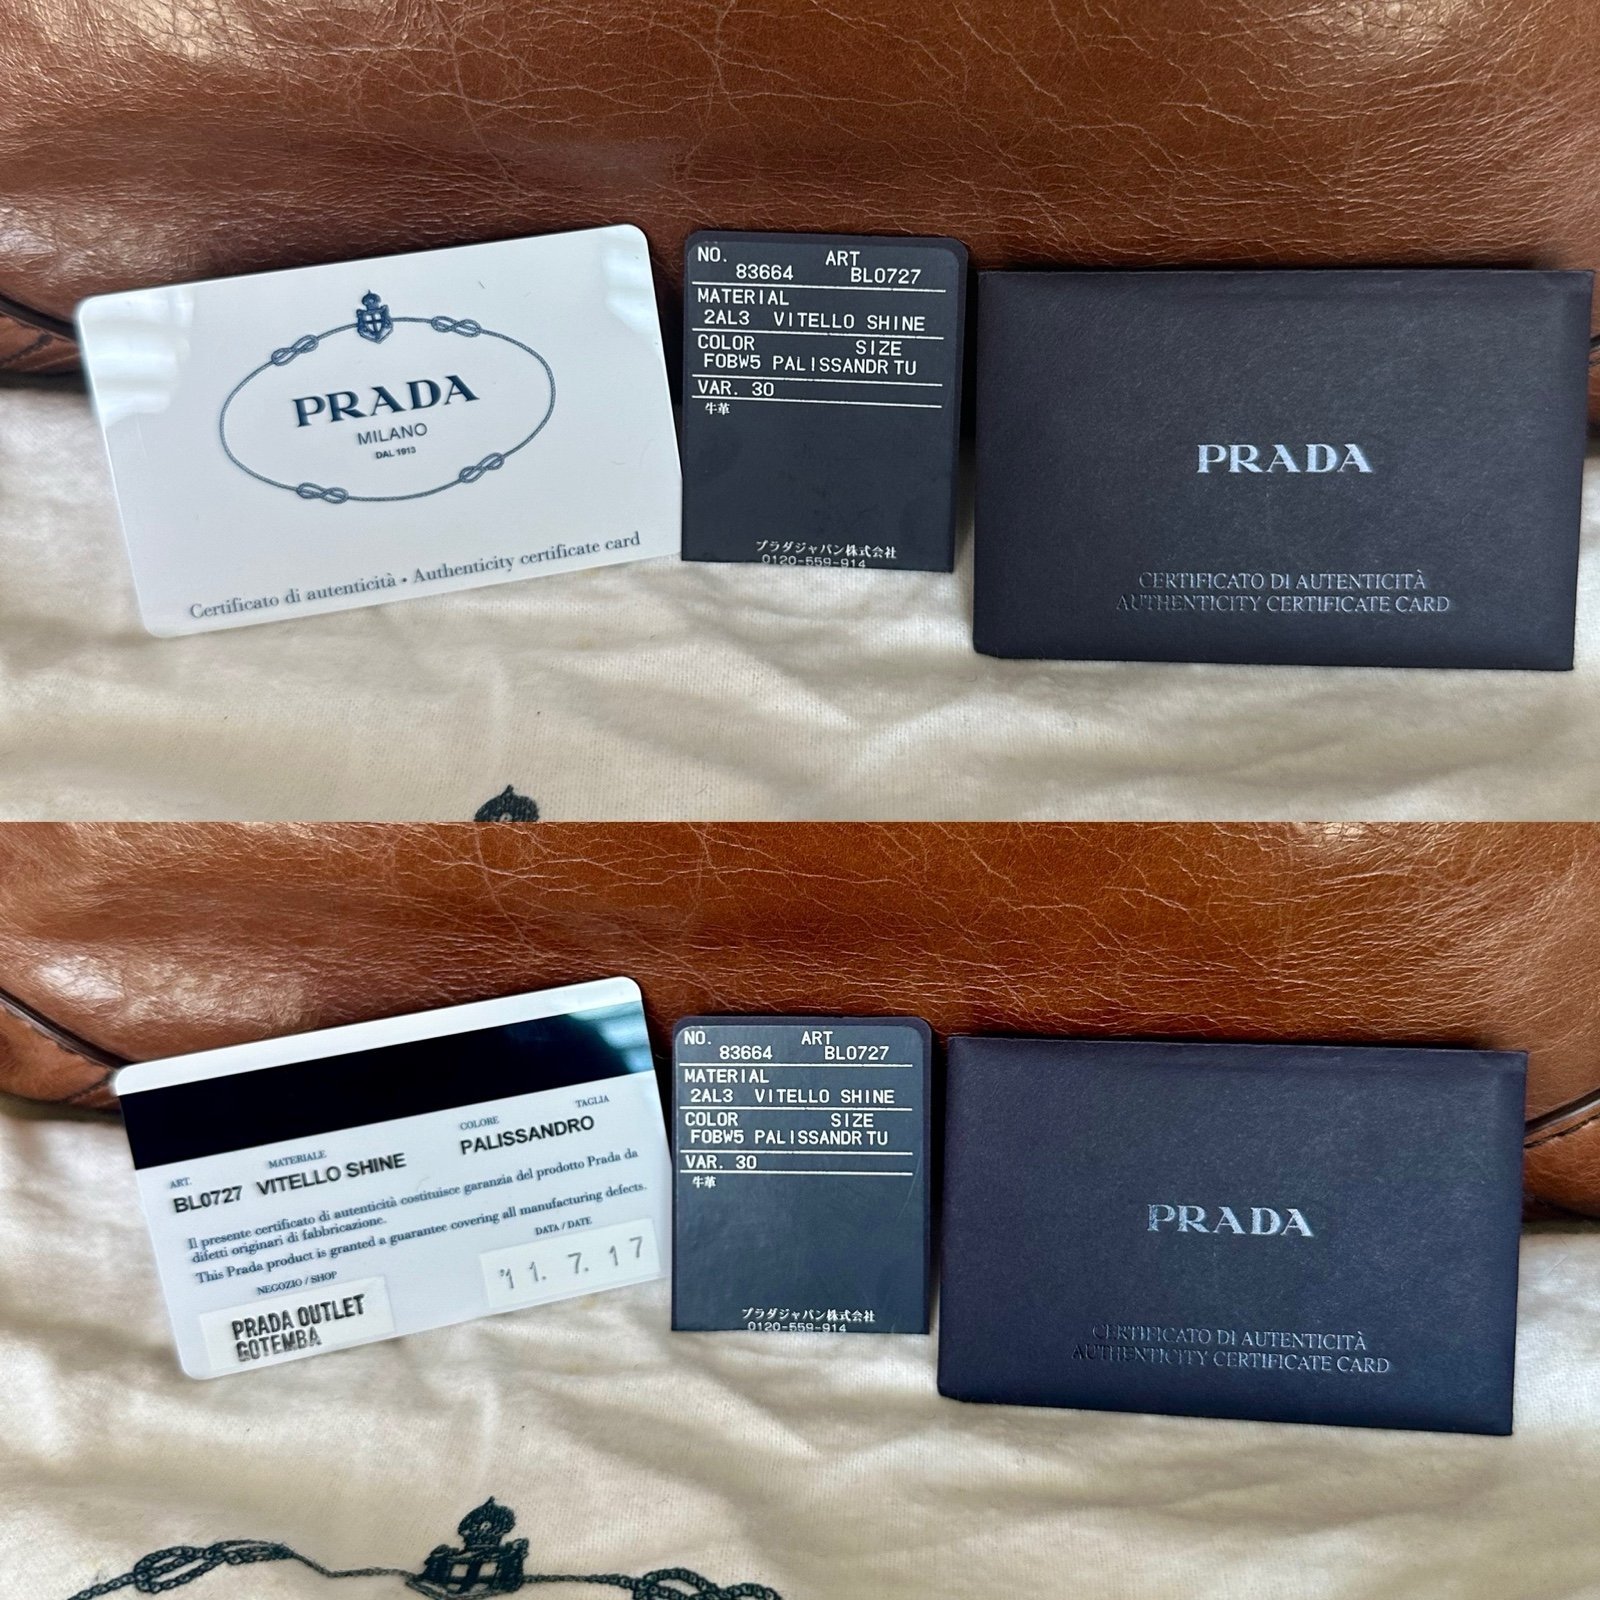 PRADA
MILANO
DAL 1913
Certificato di autenticità • Authenticity certificate card
NO. ART
83664 BL0727
MATERIAL
2AL3 VITELLO SHINE
COLOR SIZE
F0BW5 PALISSANDR TU
VAR. 30
牛革
プラダジャパン株式会社
0120-559-914
PRADA
CERTIFICATO DI AUTENTICITÀ
AUTHENTICITY CERTIFICATE CARD
ART. MATERIALE COLORE TAGLIA
BL0727 VITELLO SHINE PALISSANDRO
Il presente certificato di autenticità costituisce garanzia del prodotto Prada da
difetti originari di fabbricazione.
This Prada product is granted a guarantee covering all manufacturing defects.
NEGOZIO / SHOP
DATA / DATE
PRADA OUTLET
GOTEMBA
'11. 7. 17
NO. ART
83664 BL0727
MATERIAL
2AL3 VITELLO SHINE
COLOR SIZE
F0BW5 PALISSANDR TU
VAR. 30
牛革
プラダジャパン株式会社
0120-559-914
PRADA
CERTIFICATO DI AUTENTICITÀ
AUTHENTICITY CERTIFICATE CARD